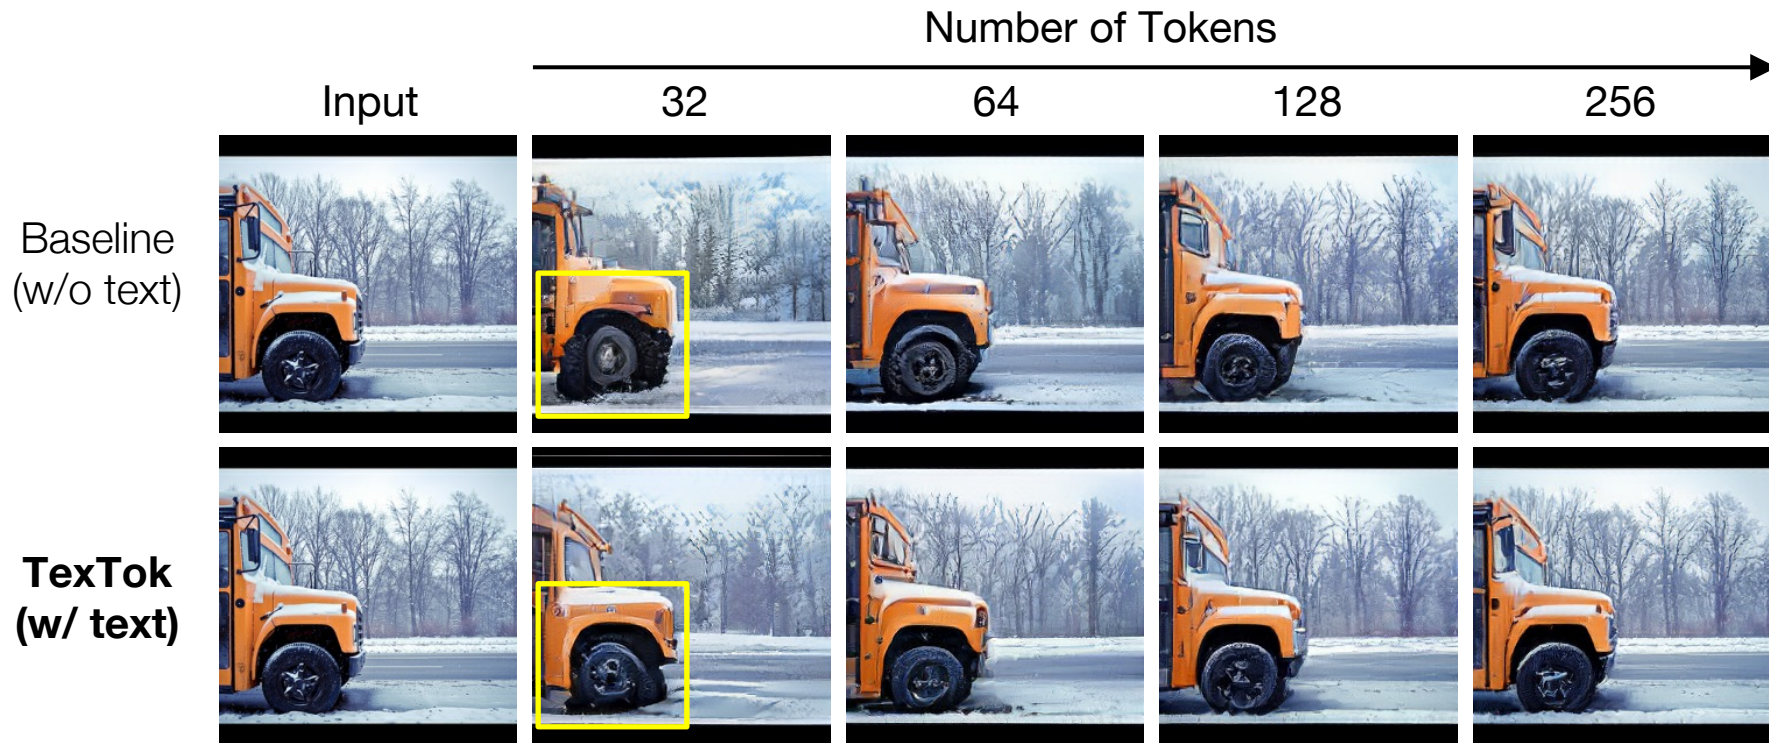 Number of Tokens
Input 32 64 128 256
Baseline
(w/o text)
TexTok
(w/ text)